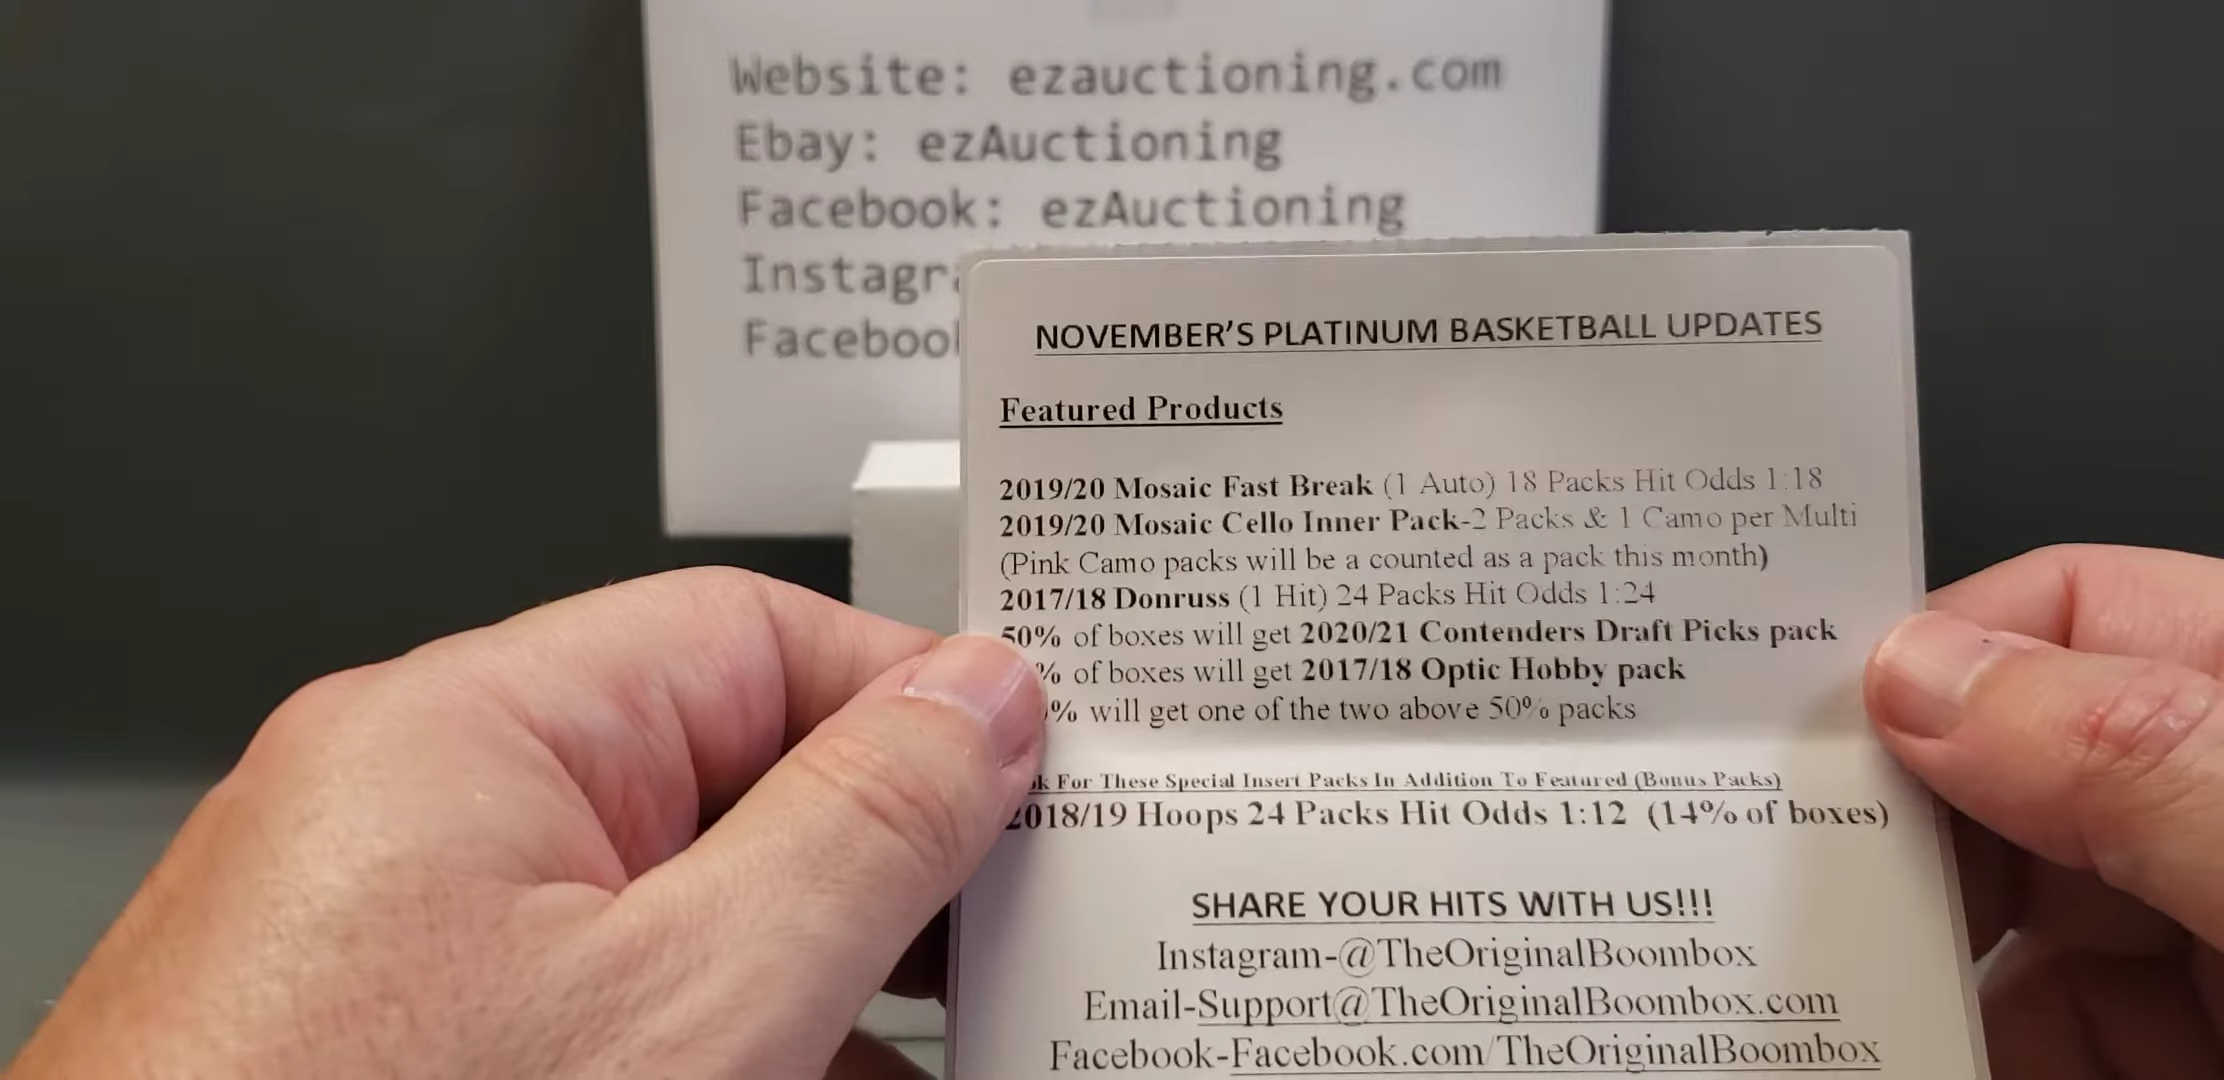 Website: ezauctioning.com
Ebay: ezAuctioning
Facebook: ezAuctioning
NOVEMBER'S PLATINUM BASKETBALL UPDATES
Featured Products
2019/20 Mosaic Fast Break (1 Auto) 18 Packs Hit Odds 1:18
2019/20 Mosaic Cello Inner Pack-2 Packs & 1 Camo per Multi
(Pink Camo packs will be a counted as a pack this month)
2017/18 Donruss (1 Hit) 24 Packs Hit Odds 1:24
50% of boxes will get 2020/21 Contenders Draft Picks pack
% of boxes will get 2017/18 Optic Hobby pack
% will get one of the two above 50% packs
For These Special Insert Packs In Addition To Featured (Bonus Packs)
2018/19 Hoops 24 Packs Hit Odds 1:12 (14% of boxes)
SHARE YOUR HITS WITH US!!!
Instagram-@TheOriginalBoombox
Email-Support@TheOriginalBoombox.com
Facebook-Facebook.com/TheOriginalBoombox